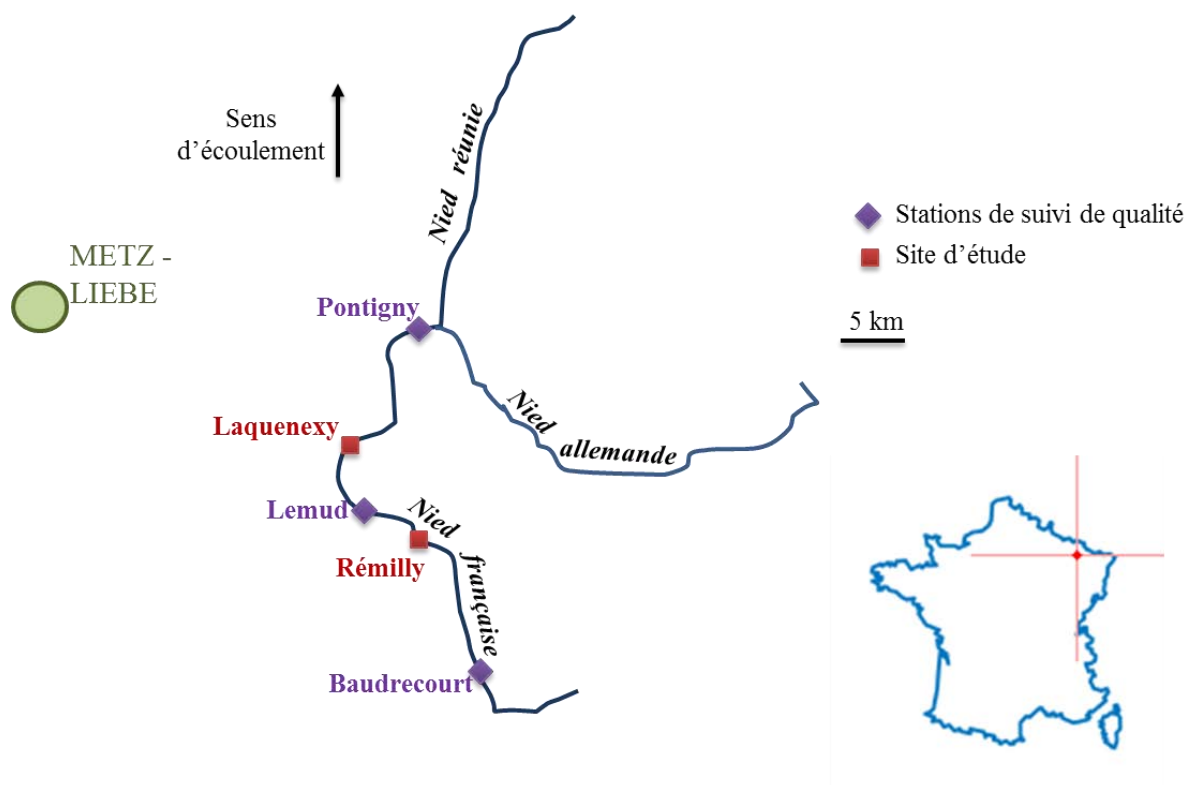 Sens
d'écoulement
Nied réunie
Stations de suivi de qualité
Site d'étude
METZ -
LIEBE
Pontigny
5 km
Nied
allemande
Laquenexy
Lemud
Nied
française
Rémilly
Baudrecourt